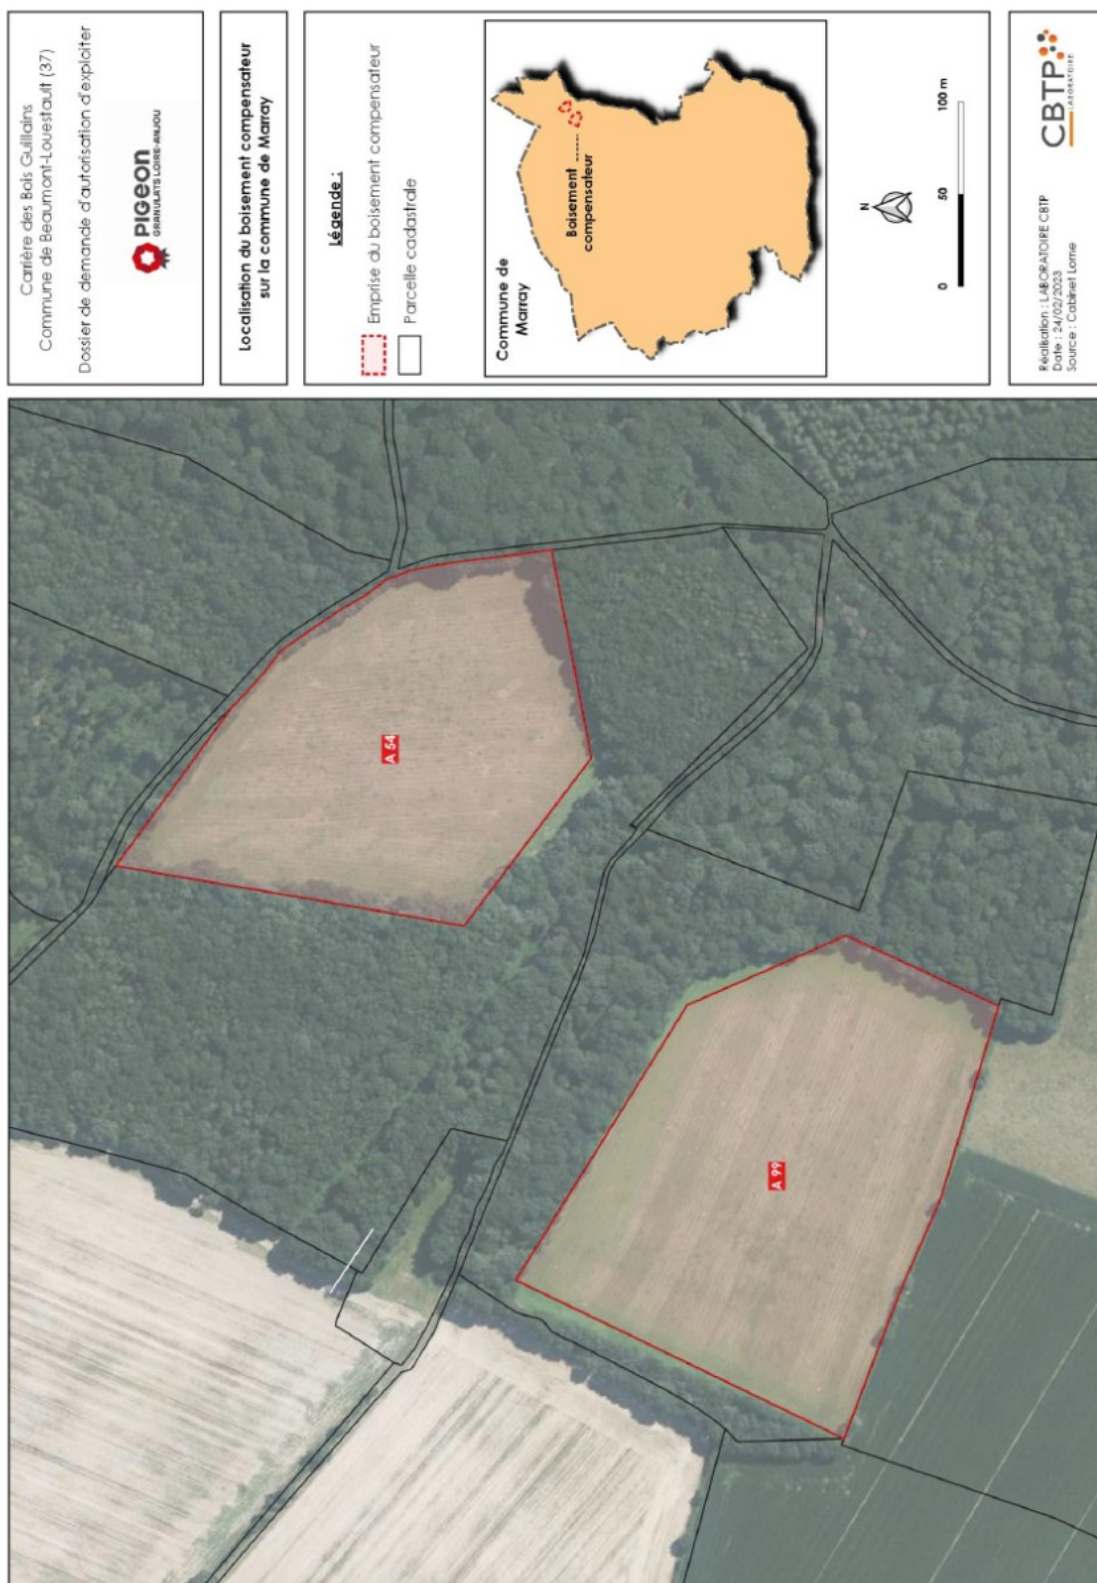 Carrière des Bois Guillains
Commune de Beaumont-Louestault (37)
Dossier de demande d'autorisation d'exploiter
PIGeon
GRANULATS LOIRE-ANJOU
Localisation du boisement compensateur
sur la commune de Marray
Légende :
Emprise du boisement compensateur
Parcelle cadastrale
Commune de
Marray
Boisement
compensateur
N
0 50 100 m
Réalisation : LABORATOIRE CBTP
Date : 24/02/2023
Source : Cabinet Lorne
CBTP
LABORATOIRE
A 54
A 99